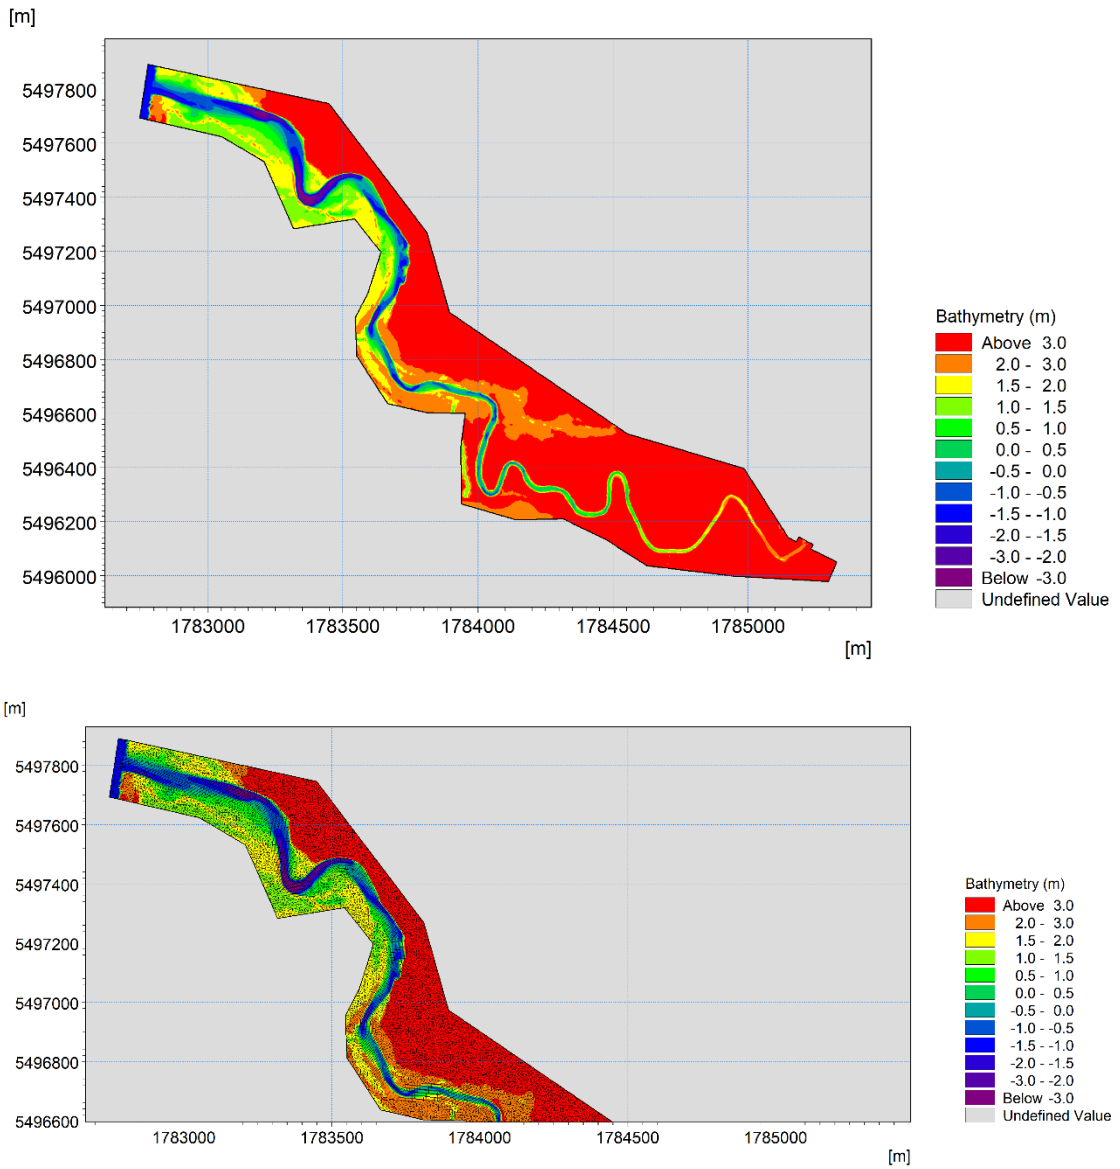 [m]
5497800
5497600
5497400
5497200
5497000
5496800
5496600
5496400
5496200
5496000
1783000 1783500 1784000 1784500 1785000
[m]
Bathymetry (m)
Above 3.0
2.0 - 3.0
1.5 - 2.0
1.0 - 1.5
0.5 - 1.0
0.0 - 0.5
-0.5 - 0.0
-1.0 - -0.5
-1.5 - -1.0
-2.0 - -1.5
-3.0 - -2.0
Below -3.0
Undefined Value
[m]
5497800
5497600
5497400
5497200
5497000
5496800
5496600
1783000 1783500 1784000 1784500 1785000
[m]
Bathymetry (m)
Above 3.0
2.0 - 3.0
1.5 - 2.0
1.0 - 1.5
0.5 - 1.0
0.0 - 0.5
-0.5 - 0.0
-1.0 - -0.5
-1.5 - -1.0
-2.0 - -1.5
-3.0 - -2.0
Below -3.0
Undefined Value